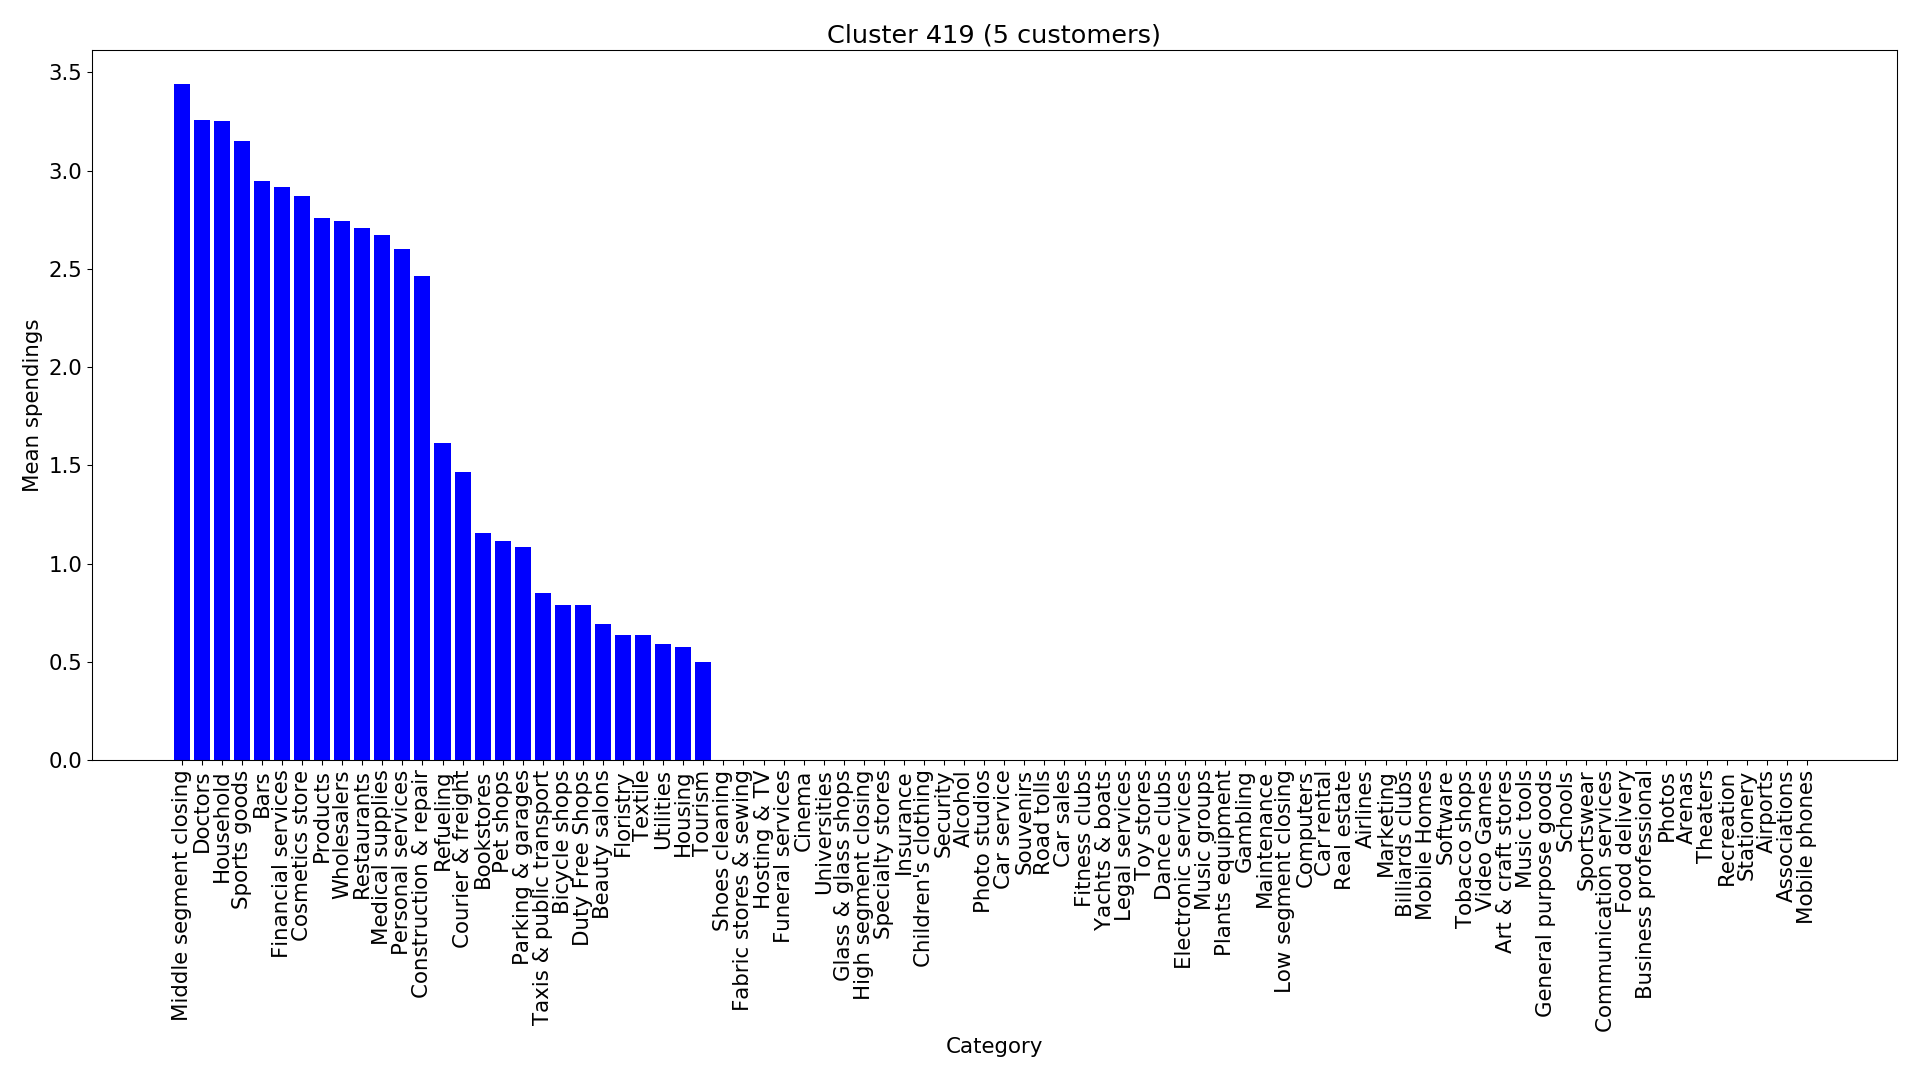 Cluster 419 (5 customers)
3.5
3.0
2.5
2.0
1.5
1.0
0.5
0.0
Mean spendings
Middle segment closing
Doctors
Household
Sports goods
Bars
Financial services
Cosmetics store
Products
Wholesalers
Restaurants
Medical supplies
Personal services
Construction & repair
Refueling
Courier & freight
Bookstores
Pet shops
Parking & garages
Taxis & public transport
Bicycle shops
Duty Free Shops
Beauty salons
Floristry
Textile
Utilities
Housing
Tourism
Shoes cleaning
Fabric stores & sewing
Hosting & TV
Funeral services
Cinema
Universities
Glass & glass shops
High segment closing
Specialty stores
Insurance
Children's clothing
Security
Alcohol
Photo studios
Car service
Souvenirs
Road tolls
Car sales
Fitness clubs
Yachts & boats
Legal services
Toy stores
Dance clubs
Electronic services
Music groups
Plants equipment
Gambling
Maintenance
Low segment closing
Computers
Car rental
Real estate
Airlines
Marketing
Billiards clubs
Mobile Homes
Software
Tobacco shops
Video Games
Art & craft stores
Music tools
General purpose goods
Schools
Sportswear
Communication services
Food delivery
Business professional
Photos
Arenas
Theaters
Recreation
Stationery
Airports
Associations
Mobile phones
Category